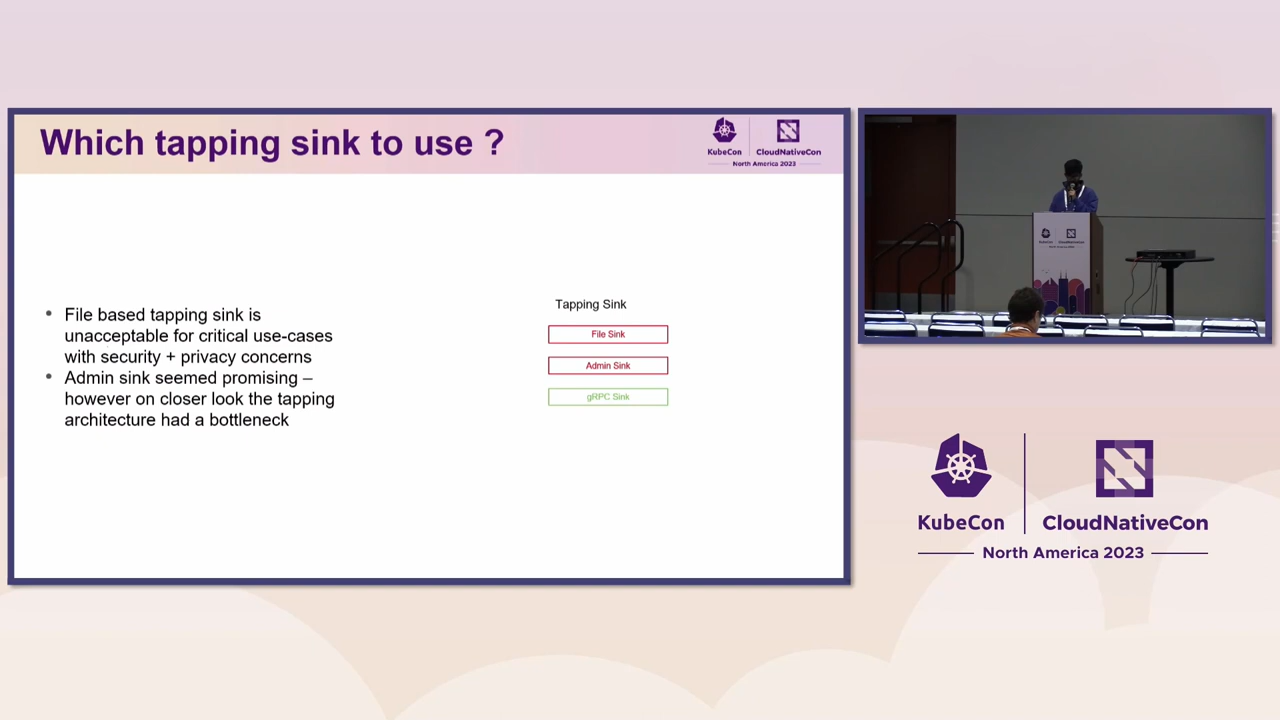 Which tapping sink to use ?
KubeCon
CloudNativeCon
North America 2023
• File based tapping sink is
unacceptable for critical use-cases
with security + privacy concerns
• Admin sink seemed promising –
however on closer look the tapping
architecture had a bottleneck
Tapping Sink
File Sink
Admin Sink
gRPC Sink
KubeCon
CloudNativeCon
North America 2023